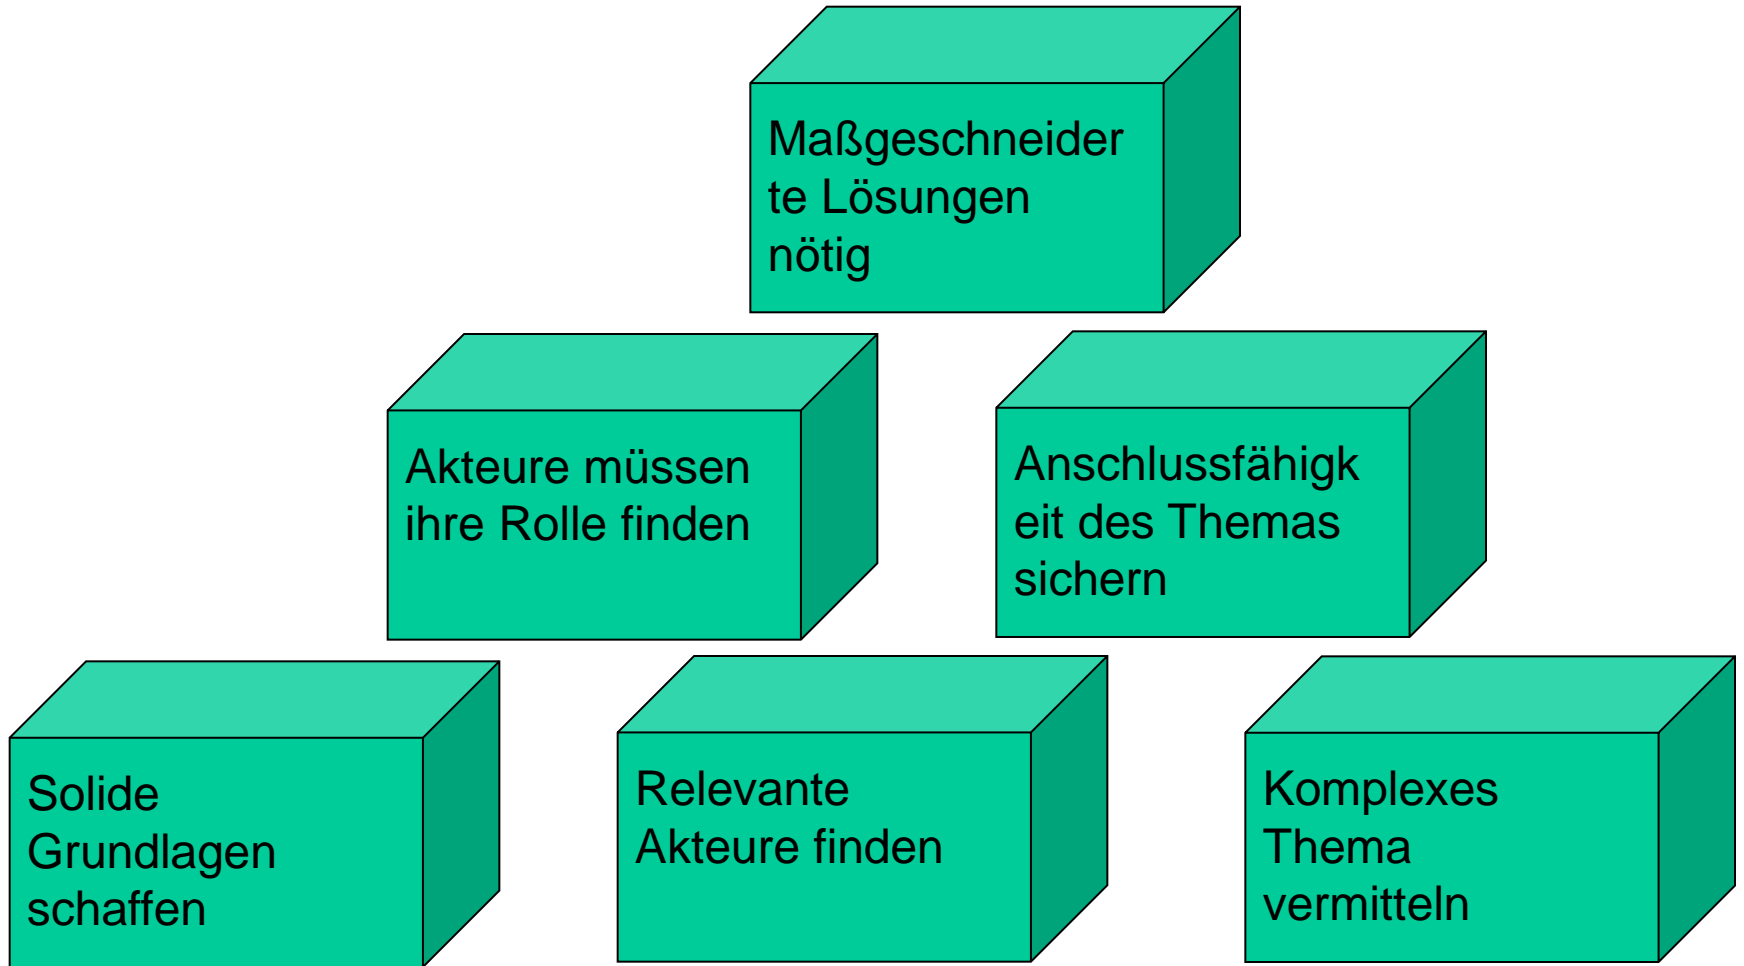 Maßgeschneider
te Lösungen
nötig
Akteure müssen
ihre Rolle finden
Anschlussfähigk
eit des Themas
sichern
Solide
Grundlagen
schaffen
Relevante
Akteure finden
Komplexes
Thema
vermitteln